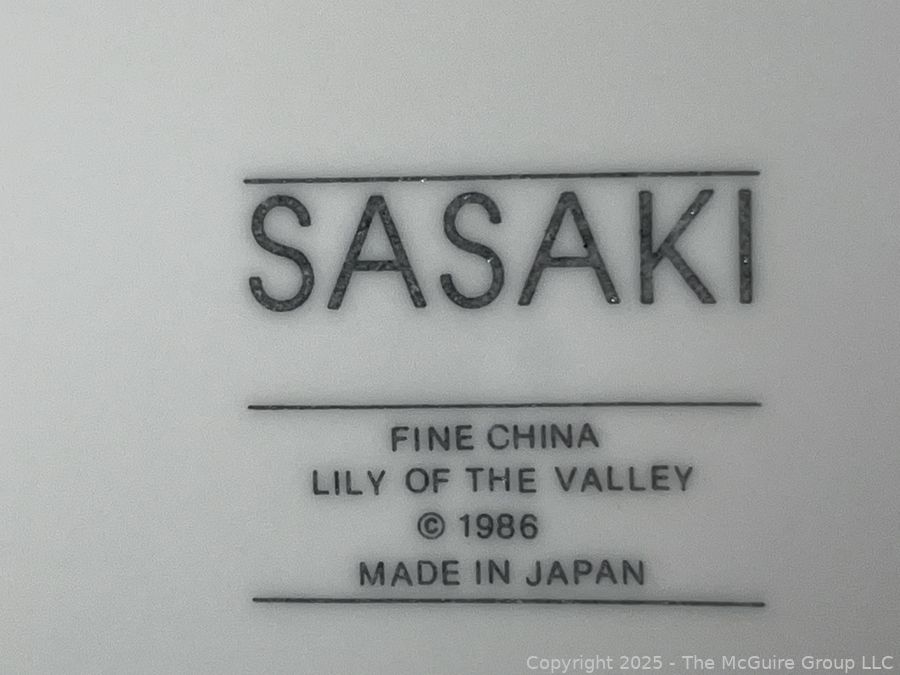 SASAKI
FINE CHINA
LILY OF THE VALLEY
© 1986
MADE IN JAPAN
Copyright 2025 - The McGuire Group LLC